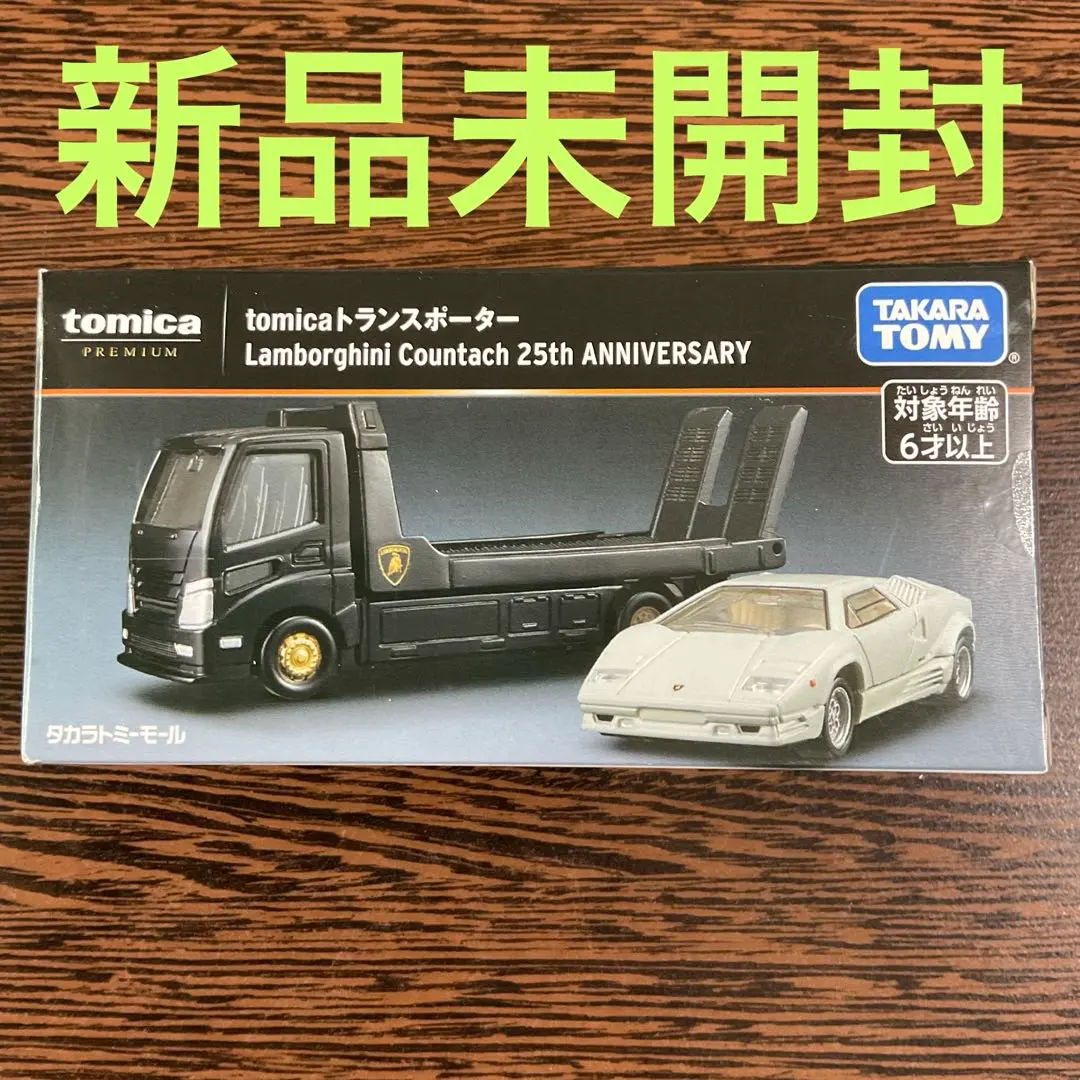 新品未開封
tomica
PREMIUM
tomicaトランスポーター
Lamborghini Countach 25th ANNIVERSARY
TAKARA
TOMY
®
たいしょうねんれい
対象年齢
さいいじょう
6才以上
タカラトミーモール